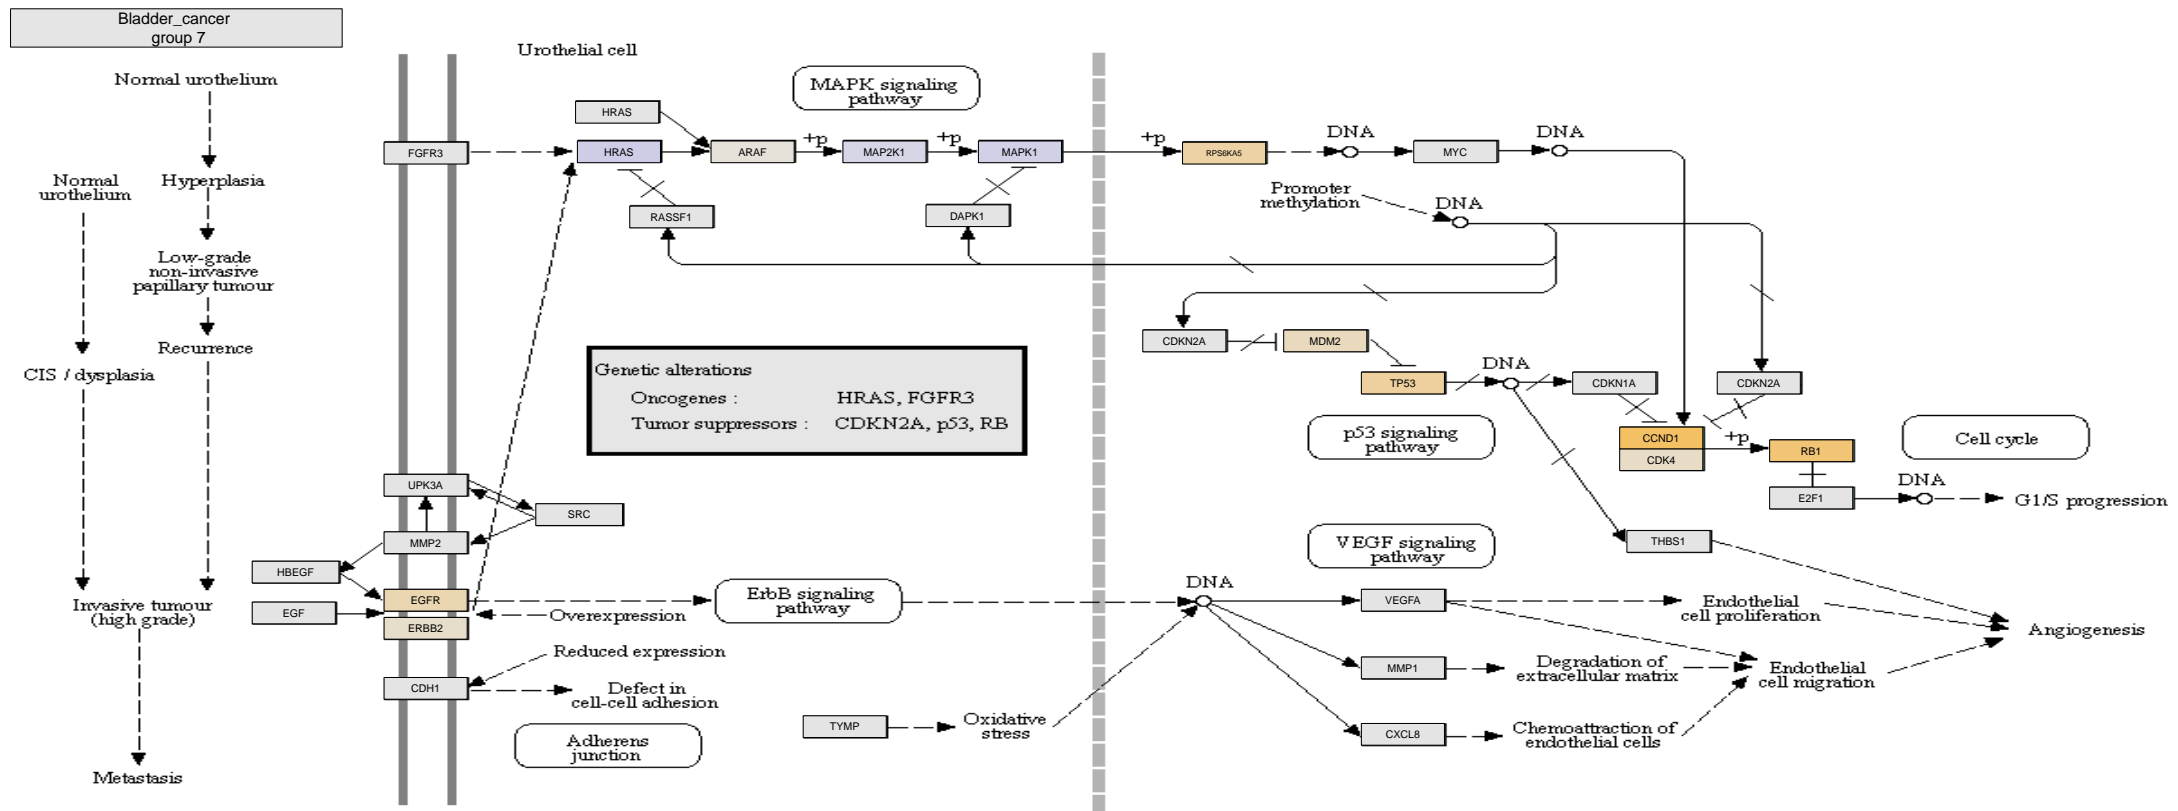 Bladder_cancer
group 7
Urothelial cell
Normal urothelium
MAPK signaling
pathway
HRAS
FGFR3
HRAS
ARAF
+p
MAP2K1
+p
MAPK1
+p
RPS6KA5
DNA
MYC
DNA
Normal
urothelium
Hyperplasia
RASSF1
DAPK1
Promoter
methylation
DNA
Low-grade
non-invasive
papillary tumour
Recurrence
CIS / dysplasia
CDKN2A
MDM2
TP53
DNA
CDKN1A
CDKN2A
Genetic alterations
Oncogenes : HRAS, FGFR3
Tumor suppressors : CDKN2A, p53, RB
p53 signaling
pathway
CCND1
CDK4
+p
RB1
Cell cycle
E2F1
DNA
G1/S progression
UPK3A
SRC
MMP2
HBEGF
EGFR
EGF
ERBB2
Overexpression
ErbB signaling
pathway
VEGF signaling
pathway
THBS1
DNA
VEGFA
Endothelial
cell proliferation
Angiogenesis
Invasive tumour
(high grade)
Reduced expression
CDH1
Defect in
cell-cell adhesion
MMP1
Degradation of
extracellular matrix
Endothelial
cell migration
TYMP
Oxidative
stress
CXCL8
Chemoattraction of
endothelial cells
Adherens
junction
Metastasis